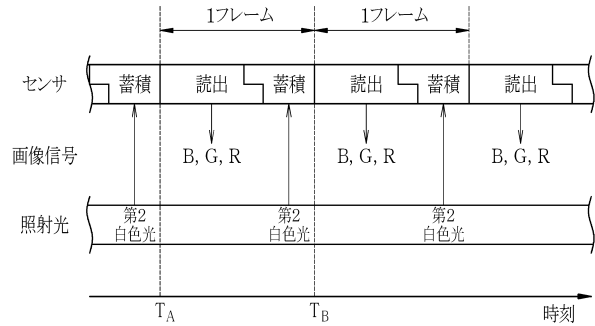 1フレーム 1フレーム
センサ 蓄積 読出 蓄積 読出 蓄積 読出
画像信号 B, G, R B, G, R B, G, R
照射光 第2 第2 第2
白色光 白色光 白色光
TA TB 時刻